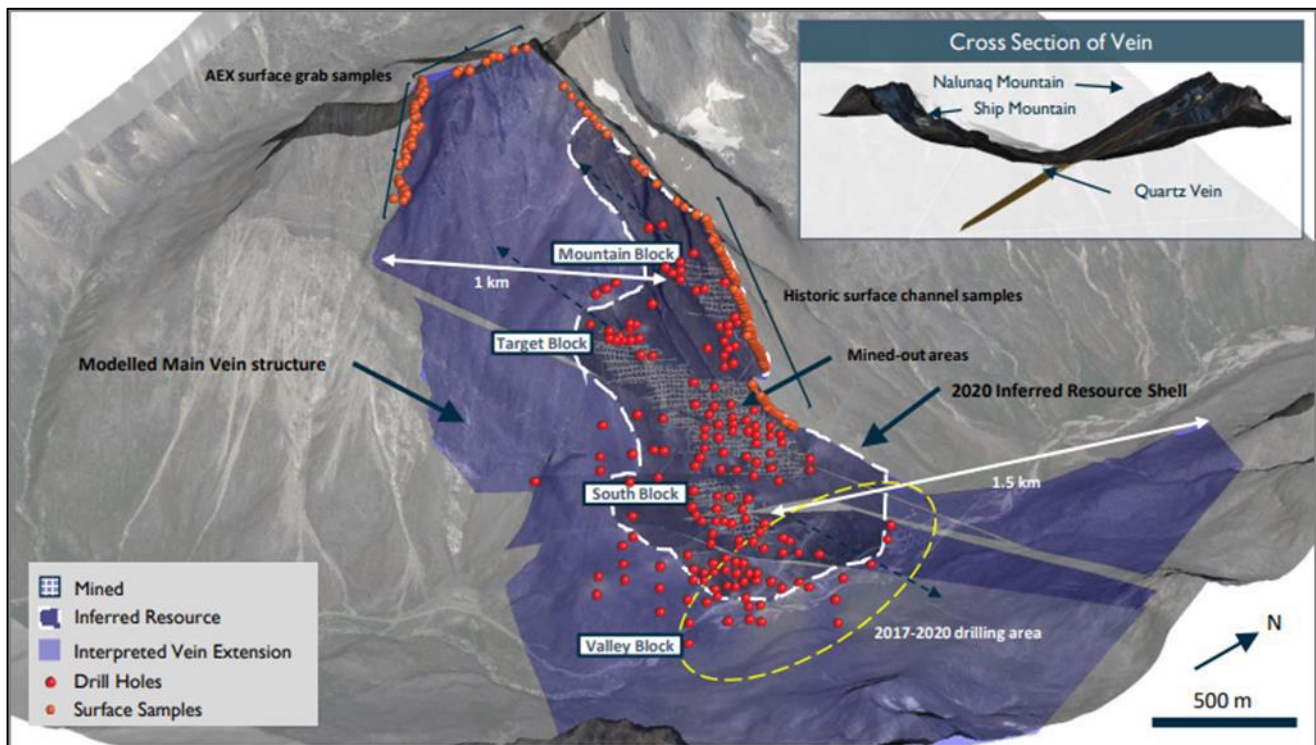 Cross Section of Vein
Nalunaq Mountain
Ship Mountain
Quartz Vein
AEX surface grab samples
Mountain Block
1 km
Historic surface channel samples
Target Block
Mined-out areas
Modelled Main Vein structure
2020 Inferred Resource Shell
South Block
1.5 km
Valley Block
2017-2020 drilling area
N
500 m
Mined
Inferred Resource
Interpreted Vein Extension
Drill Holes
Surface Samples